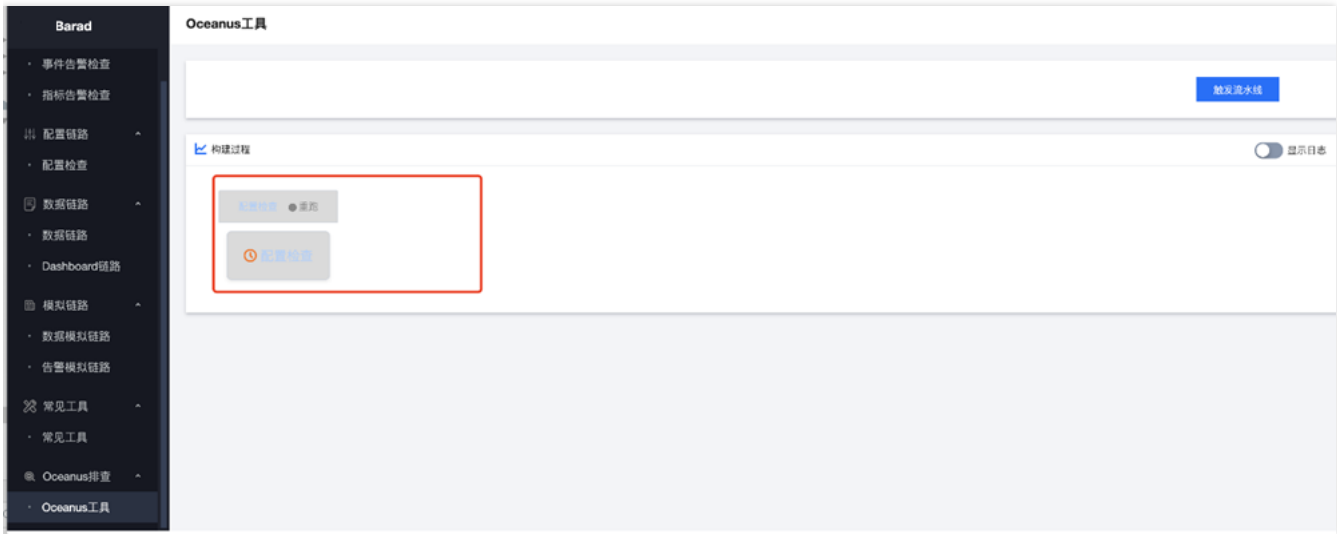 Barad
事件告警检查
指标告警检查
配置链路
配置检查
数据链路
数据链路
Dashboard链路
模拟链路
数据模拟链路
告警模拟链路
常见工具
常见工具
Oceanus排查
Oceanus工具
Oceanus工具
触发流水线
构建过程
显示日志
配置检查 重跑
配置检查